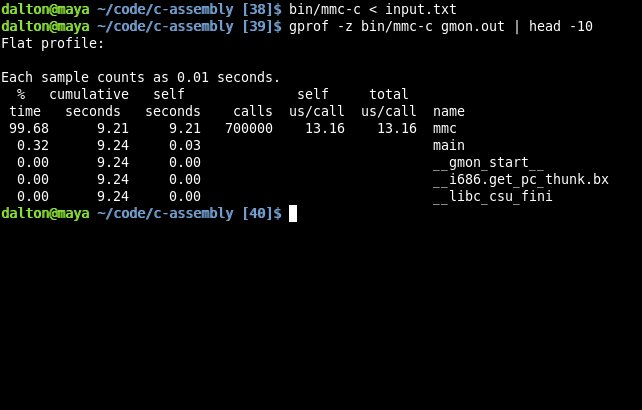 dalton@maya ~/code/c-assembly [38]$ bin/mmc-c < input.txt
dalton@maya ~/code/c-assembly [39]$ gprof -z bin/mmc-c gmon.out | head -10
Flat profile:

Each sample counts as 0.01 seconds.
  %   cumulative   self              self     total
 time   seconds   seconds    calls  us/call  us/call  name
 99.68      9.21     9.21   700000    13.16    13.16  mmc
  0.32      9.24     0.03                             main
  0.00      9.24     0.00                             __gmon_start__
  0.00      9.24     0.00                             __i686.get_pc_thunk.bx
  0.00      9.24     0.00                             __libc_csu_fini
dalton@maya ~/code/c-assembly [40]$